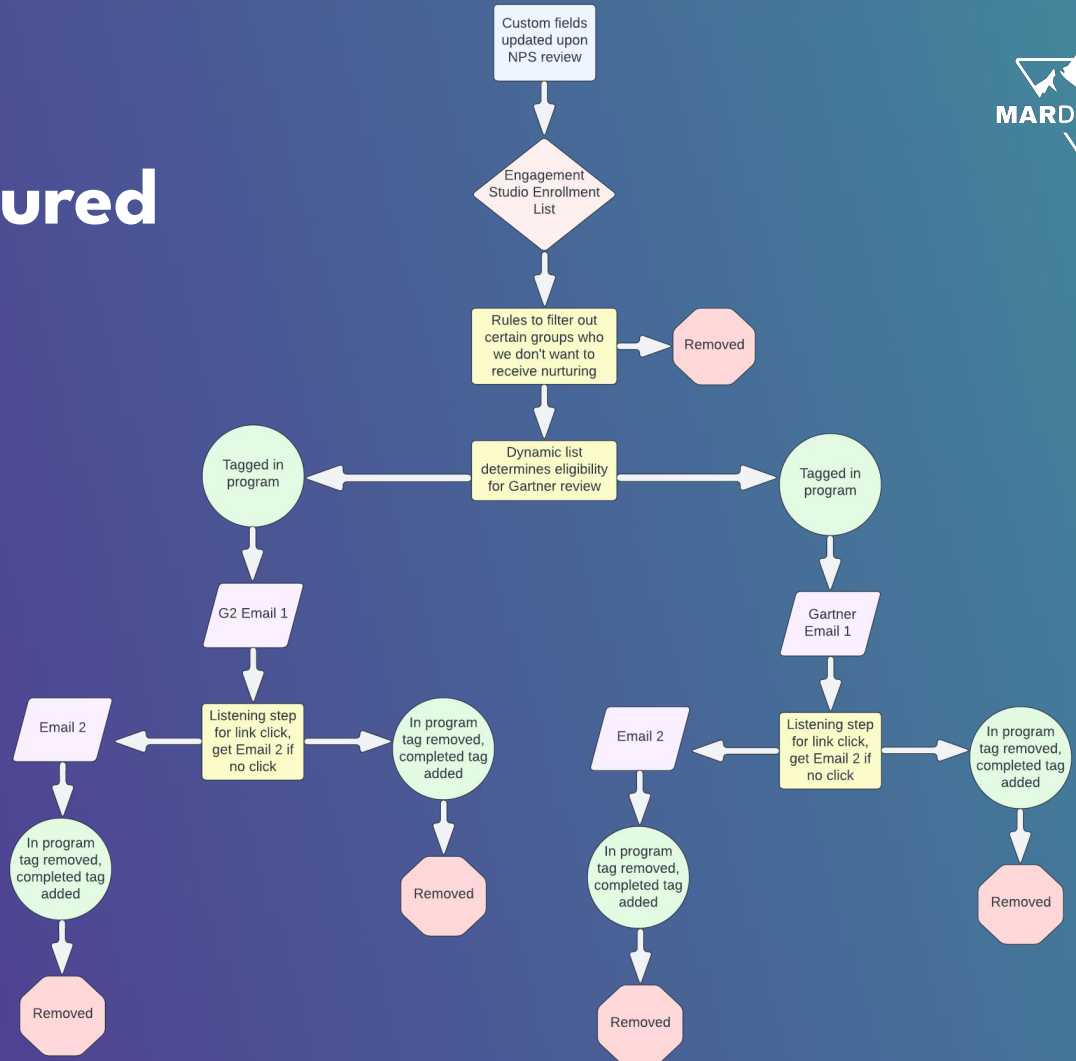 Custom fields
updated upon
NPS review
MARD
ured
Engagement
Studio Enrollment
List
Rules to filter out
certain groups who
we don't want to
receive nurturing
Removed
Dynamic list
determines eligibility
for Gartner review
Tagged in
program
Tagged in
program
G2 Email 1
Gartner
Email 1
Email 2
Listening step
for link click,
get Email 2 if
no click
In program
tag removed,
completed tag
added
Email 2
Listening step
for link click,
get Email 2 if
no click
In program
tag removed,
completed tag
added
In program
tag removed,
completed tag
added
Removed
In program
tag removed,
completed tag
added
Removed
Removed
Removed